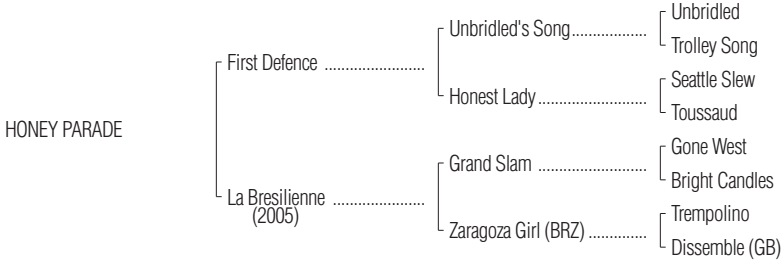 Unbridled
Unbridled's Song.................
Trolley Song
First Defence ........................
Seattle Slew
Honest Lady..........................
Toussaud
HONEY PARADE
Gone West
Grand Slam ..........................
Bright Candles
La Bresilienne ......................
(2005)
Trempolino
Zaragoza Girl (BRZ) ..............
Dissemble (GB)